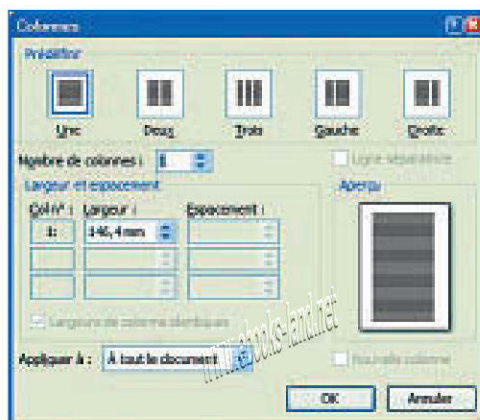 Colonnes
Prédéfinir
Une Deux Trois Gauche Droite
Nombre de colonnes : 1
Ligne séparatrice
Largeur et espacement
Aperçu
Col n° : Largeur : Espacement :
1: 146,4 mm
Largeurs de colonne identiques
Appliquer à : À tout le document
Nouvelle colonne
OK Annuler
www.ebooks-land.net